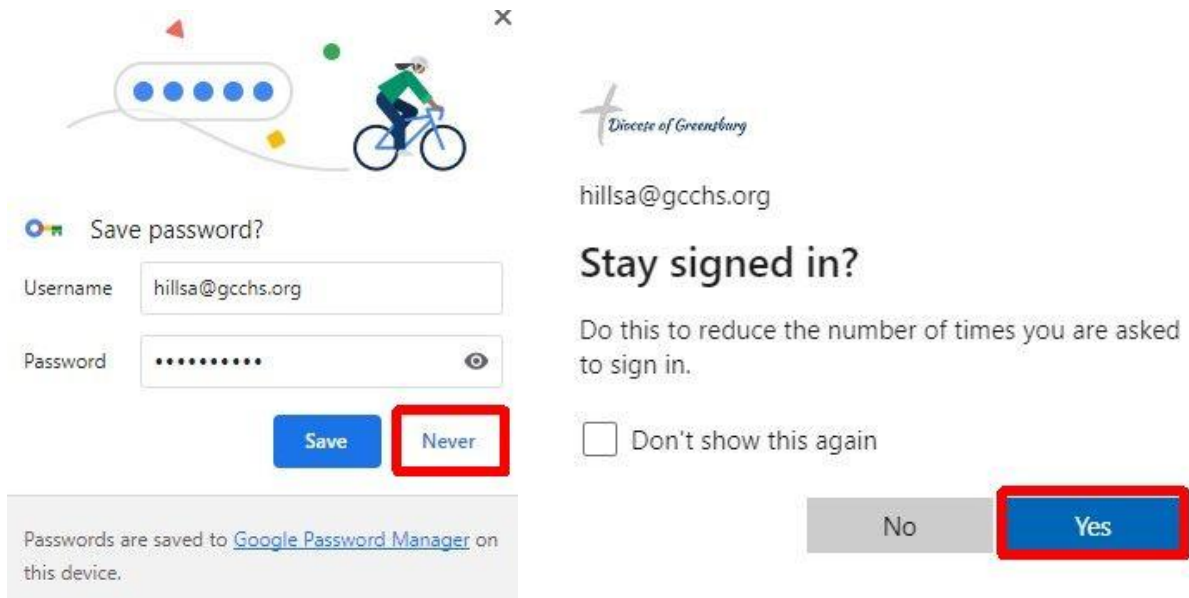 Save password?
Username
hillsa@gcchs.org
Password
••••••••••
Save
Never
Passwords are saved to Google Password Manager on
this device.
Diocese of Greensburg
hillsa@gcchs.org
Stay signed in?
Do this to reduce the number of times you are asked
to sign in.
Don't show this again
No
Yes